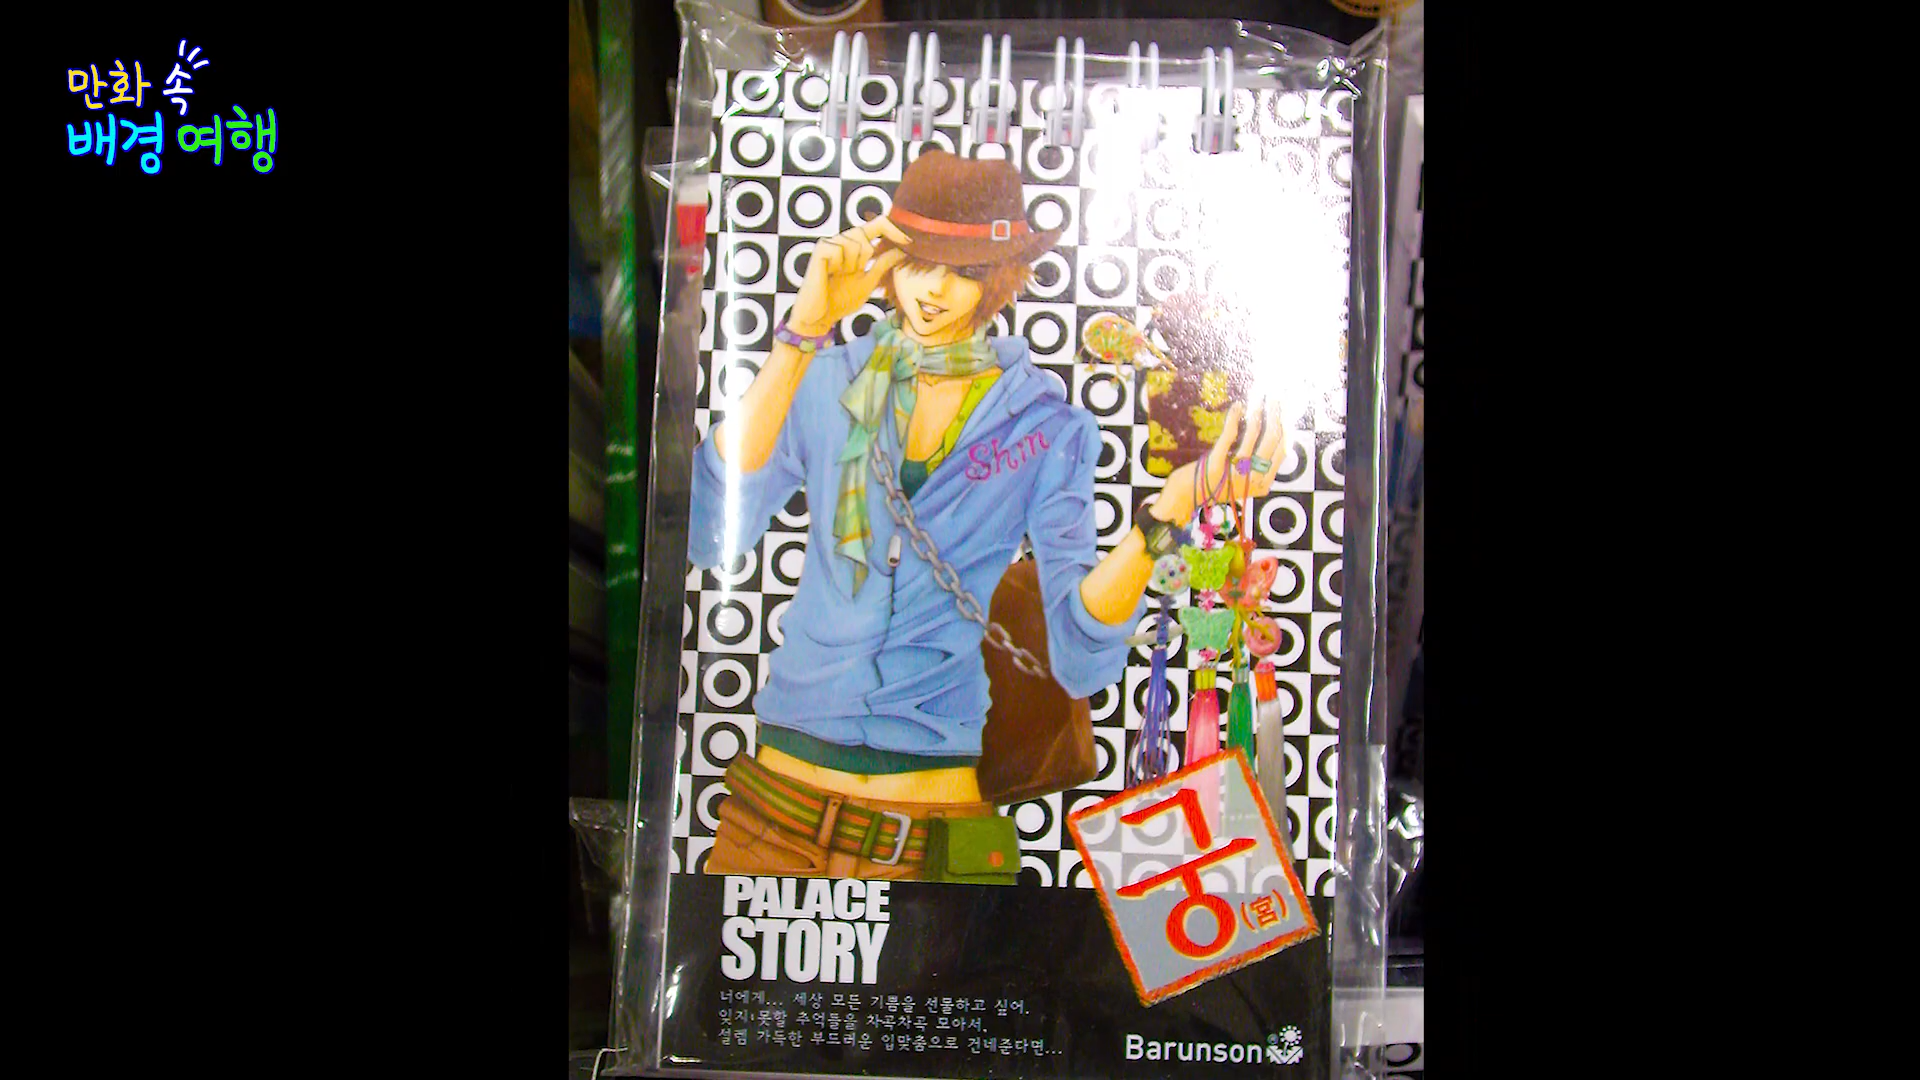 만화 속
배경 여행
Shin
궁
(宮)
PALACE
STORY
너에게... 세상 모든 기쁨을 선물하고 싶어.
잊지 못할 추억들을 차곡차곡 모아서.
설렘 가득한 부드러운 입맞춤으로 건네준다면...
Barunson